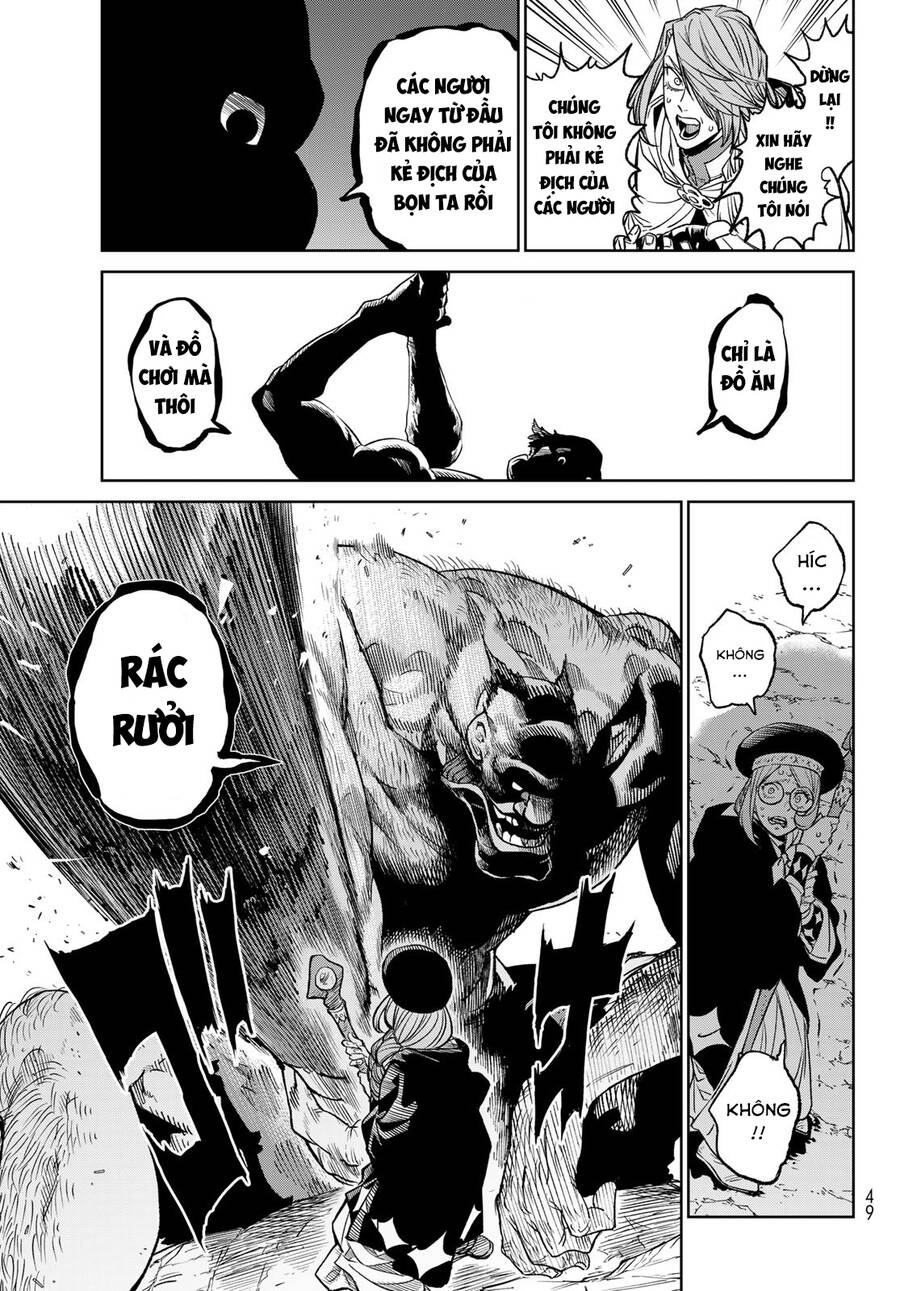 DỪNG
LẠI
!!
XIN HÃY
NGHE
CHÚNG
TÔI NÓI
CHÚNG
TÔI KHÔNG
PHẢI KẺ
ĐỊCH CỦA
CÁC NGƯỜI
CÁC NGƯƠI
NGAY TỪ ĐẦU
ĐÃ KHÔNG PHẢI
KẺ ĐỊCH CỦA
BỌN TA RỒI
CHỈ LÀ
ĐỒ ĂN
VÀ ĐỒ
CHƠI MÀ
THÔI
HÍC
...
KHÔNG
...
KHÔNG
!!
RÁC
RƯỞI
49